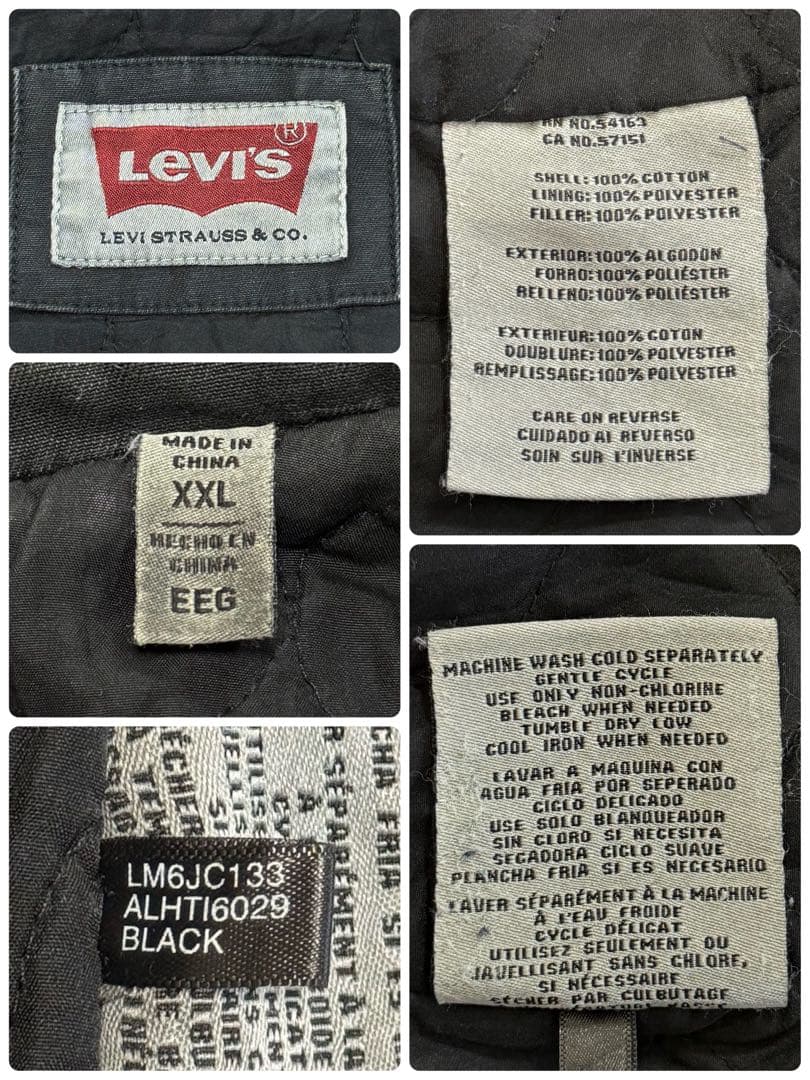 LEVI'S
®
LEVI STRAUSS & CO.
RN NO.54163
CA NO.57151
SHELL: 100% COTTON
LINING: 100% POLYESTER
FILLER: 100% POLYESTER
EXTERIOR: 100% ALGODON
FORRO: 100% POLIÉSTER
RELLENO: 100% POLIÉSTER
EXTERIEUR: 100% COTON
DOUBLURE: 100% POLYESTER
REMPLISSAGE: 100% POLYESTER
CARE ON REVERSE
CUIDADO AL REVERSO
SOIN SUR L'INVERSE
MADE IN
CHINA
XXL
HECHO EN
CHINA
EEG
MACHINE WASH COLD SEPARATELY
GENTLE CYCLE
USE ONLY NON-CHLORINE
BLEACH WHEN NEEDED
TUMBLE DRY LOW
COOL IRON WHEN NEEDED
LAVAR A MAQUINA CON
AGUA FRIA POR SEPERADO
CICLO DELICADO
USE SOLO BLANQUEADOR
SIN CLORO SI NECESITA
SECADORA CICLO SUAVE
PLANCHA FRIA SI ES NECESARIO
LAVER SÉPARÉMENT À LA MACHINE
À L'EAU FROIDE
CYCLE DÉLICAT
UTILISEZ SEULEMENT DU
JAVELLISANT SANS CHLORE,
SI NÉCESSAIRE
SÉCHER PAR CULBUTAGE
LM6JC133
ALHTI6029
BLACK